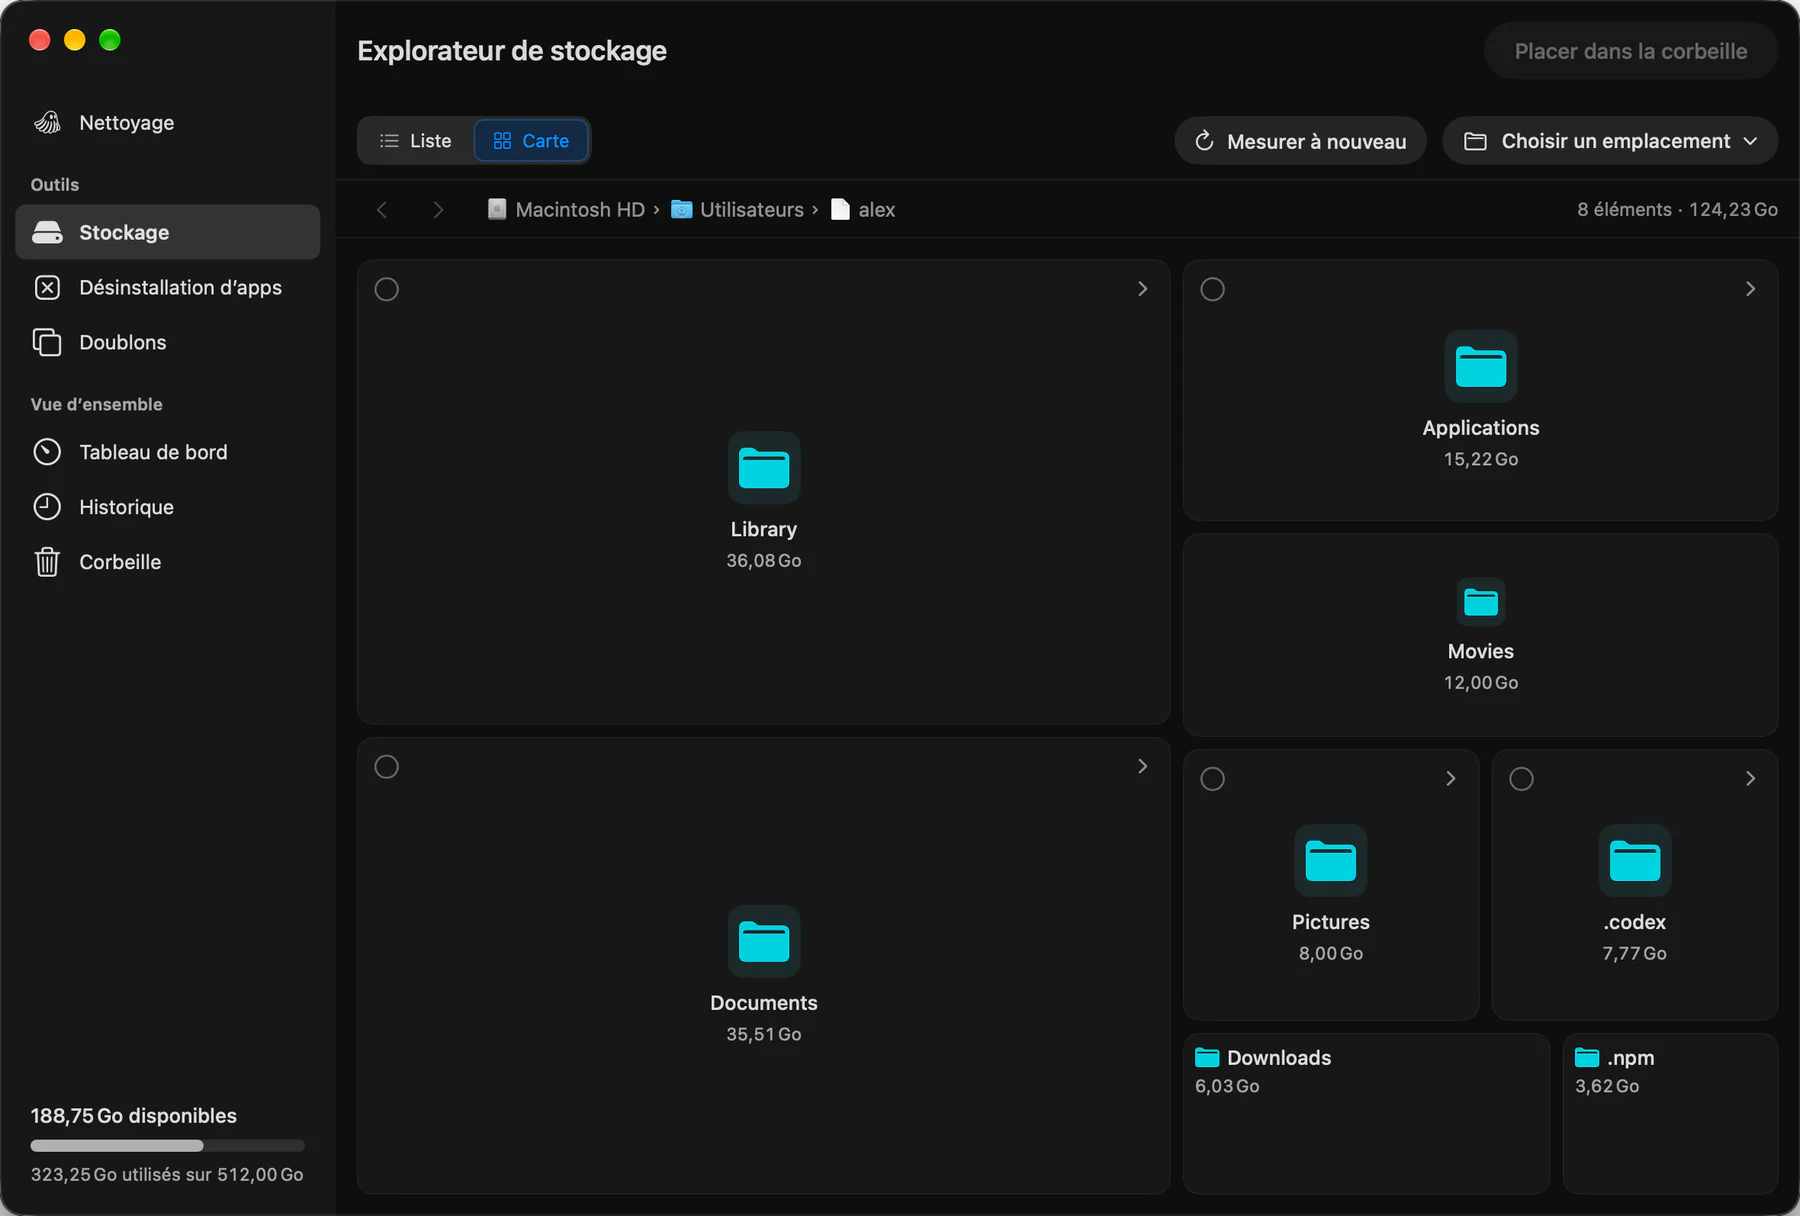 Explorateur de stockage
Placer dans la corbeille
Nettoyage
Outils
Stockage
Désinstallation d’apps
Doublons
Vue d’ensemble
Tableau de bord
Historique
Corbeille
188,75 Go disponibles
323,25 Go utilisés sur 512,00 Go
Liste
Carte
Mesurer à nouveau
Choisir un emplacement
Macintosh HD › Utilisateurs › alex
8 éléments · 124,23 Go
Library
36,08 Go
Documents
35,51 Go
Applications
15,22 Go
Movies
12,00 Go
Pictures
8,00 Go
.codex
7,77 Go
Downloads
6,03 Go
.npm
3,62 Go